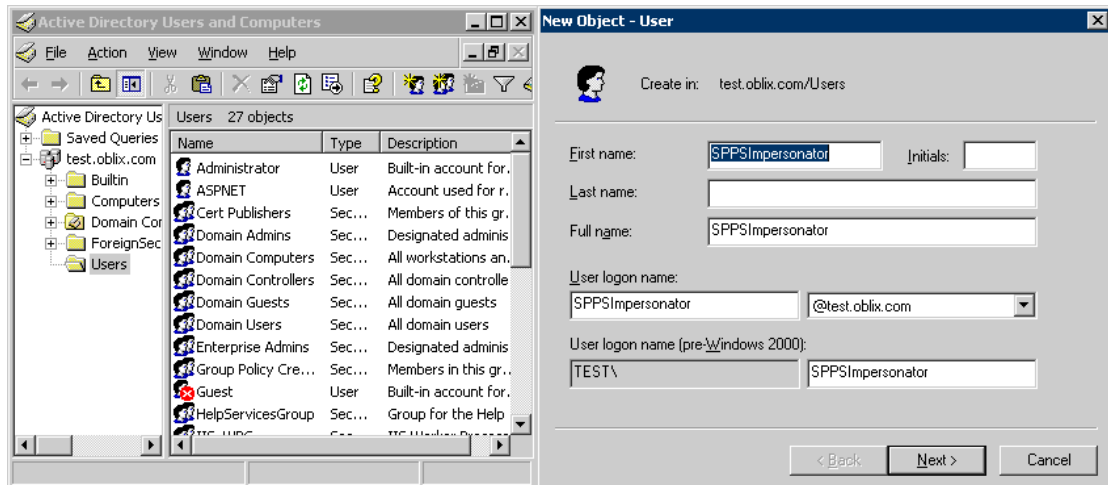 Active Directory Users and Computers
File Action View Window Help
Active Directory Us
Saved Queries
test.oblix.com
Builtin
Computers
Domain Cor
ForeignSec
Users
Users 27 objects
Name Type Description
Administrator User Built-in account for.
ASPNET User Account used for r.
Cert Publishers Sec... Members of this gr.
Domain Admins Sec... Designated adminis
Domain Computers Sec... All workstations an.
Domain Controllers Sec... All domain controlle
Domain Guests Sec... All domain guests
Domain Users Sec... All domain users
Enterprise Admins Sec... Designated adminis
Group Policy Cre... Sec... Members in this gr..
Guest User Built-in account for.
HelpServicesGroup Sec... Group for the Help
New Object - User
Create in: test.oblix.com/Users
First name: SPPSImpersonator Initials:
Last name:
Full name: SPPSImpersonator
User logon name:
SPPSImpersonator @test.oblix.com
User logon name (pre-Windows 2000):
TEST\ SPPSImpersonator
< Back Next > Cancel